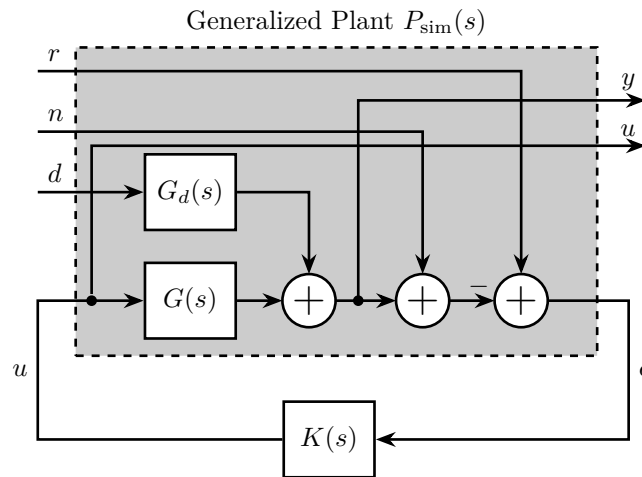 Generalized Plant P_sim(s)
r
y
n
u
d
G_d(s)
G(s)
+
+
−
+
u
K(s)